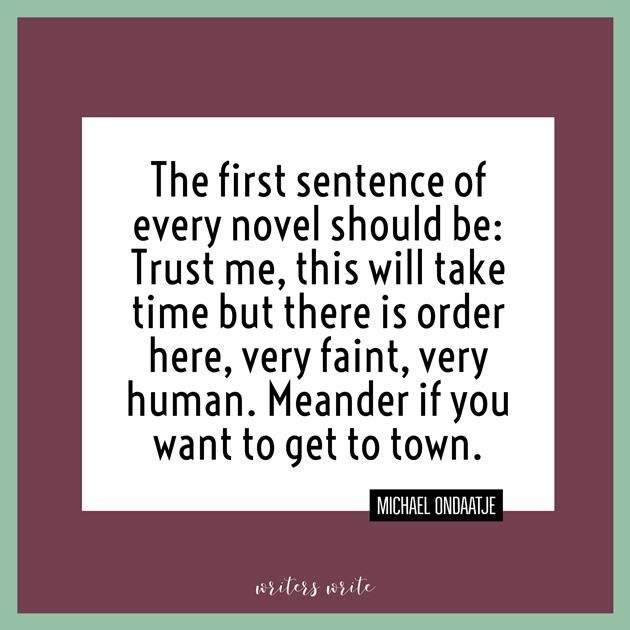 The first sentence of
every novel should be:
Trust me, this will take
time but there is order
here, very faint, very
human. Meander if you
want to get to town.
MICHAEL ONDAATJE
writers write